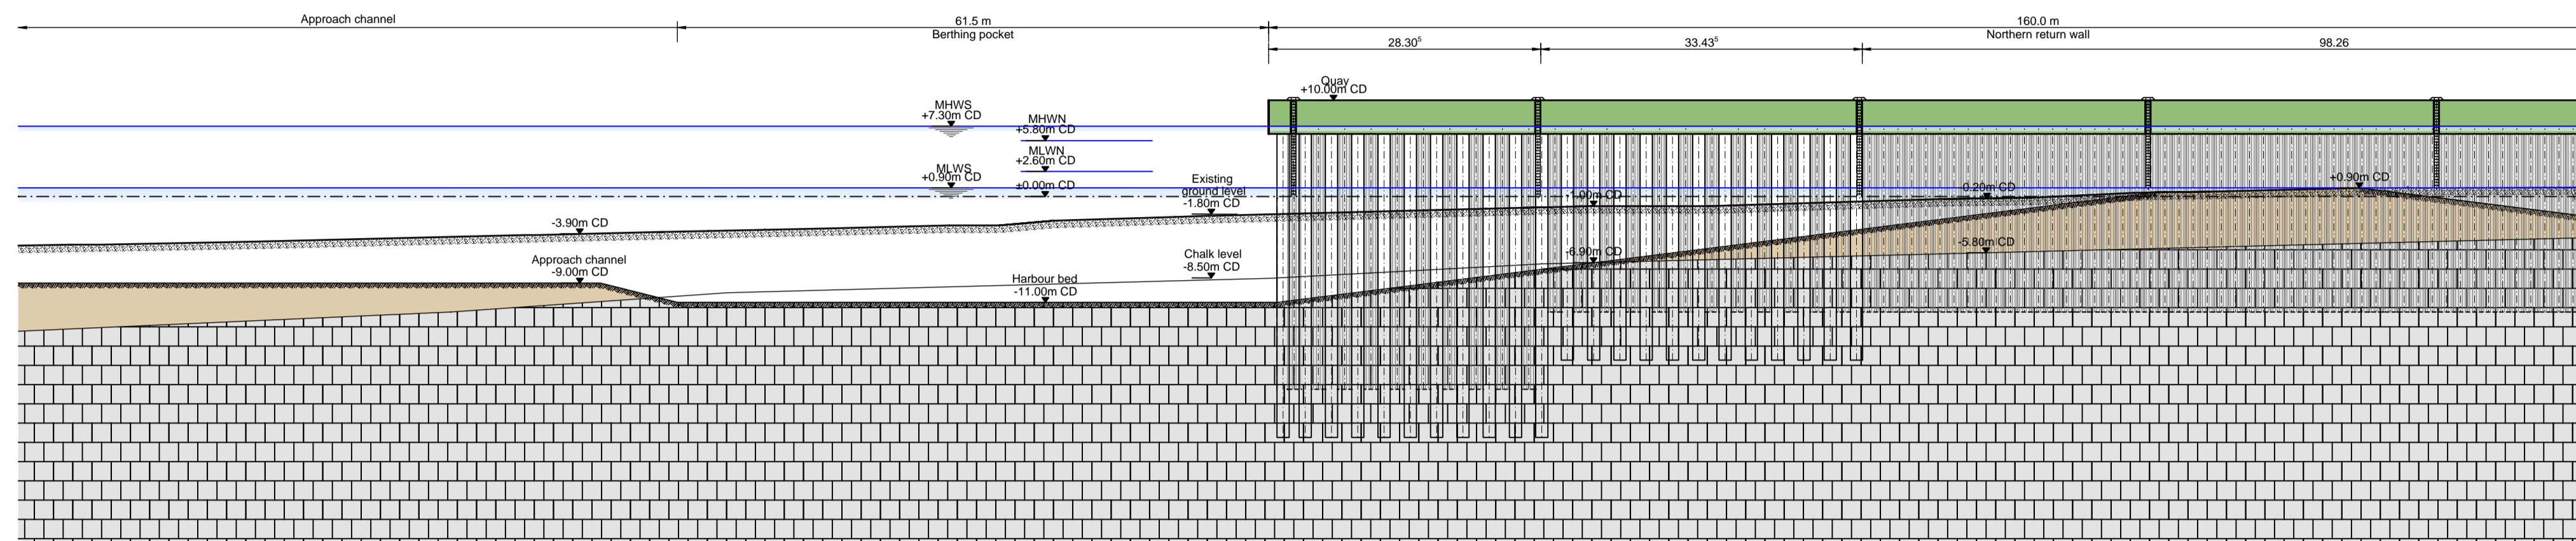 Approach channel
61.5 m
Berthing pocket
160.0 m
Northern return wall
28.30⁵
33.43⁵
98.26
Quay
+10.00m CD
MHWS
+7.30m CD
MHWN
+5.80m CD
MLWN
+2.60m CD
MLWS
+0.90m CD
±0.00m CD
Existing
ground level
-1.80m CD
-1.00m CD
0.20m CD
+0.90m CD
-3.90m CD
Approach channel
-9.00m CD
Chalk level
-8.50m CD
-6.90m CD
-5.80m CD
Harbour bed
-11.00m CD